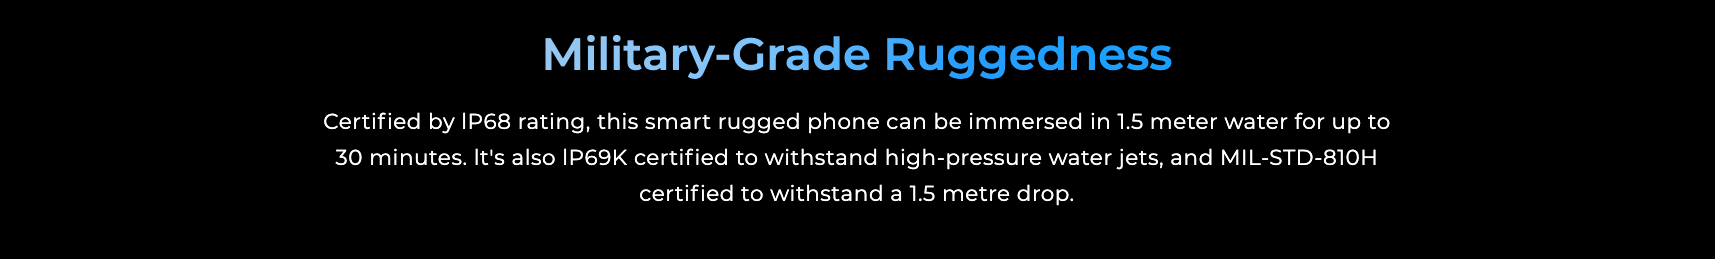 Military-Grade Ruggedness
Certified by IP68 rating, this smart rugged phone can be immersed in 1.5 meter water for up to
30 minutes. It's also IP69K certified to withstand high-pressure water jets, and MIL-STD-810H
certified to withstand a 1.5 metre drop.